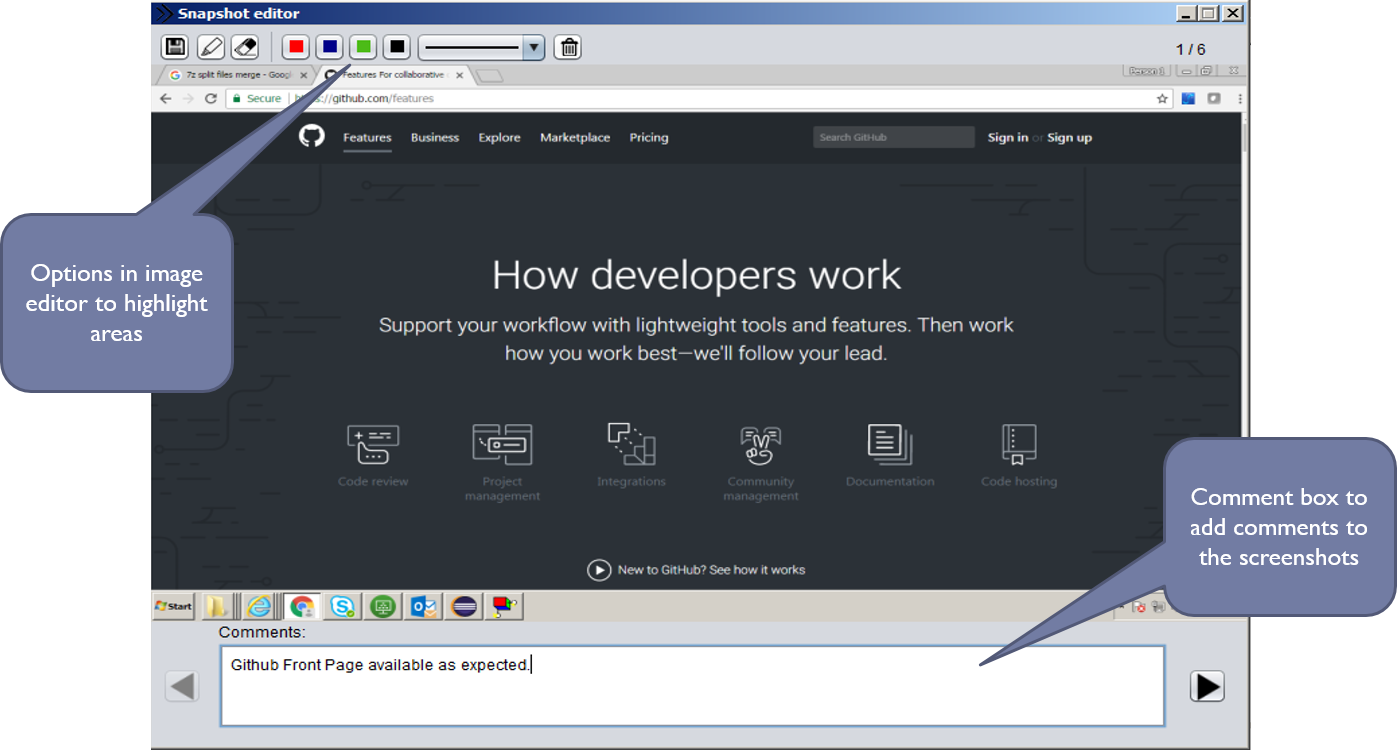 Snapshot editor
1 / 6
7z split files merge - Googl
Features For collaborative
Person 1
Secure
://github.com/features
Features Business Explore Marketplace Pricing
Search GitHub
Sign in or Sign up
Options in image
editor to highlight
areas
How developers work
Support your workflow with lightweight tools and features. Then work
how you work best—we'll follow your lead.
Code review
Project
management
Integrations
Community
management
Documentation
Code hosting
Comment box to
add comments to
the screenshots
New to GitHub? See how it works
Start
Comments:
Github Front Page available as expected.